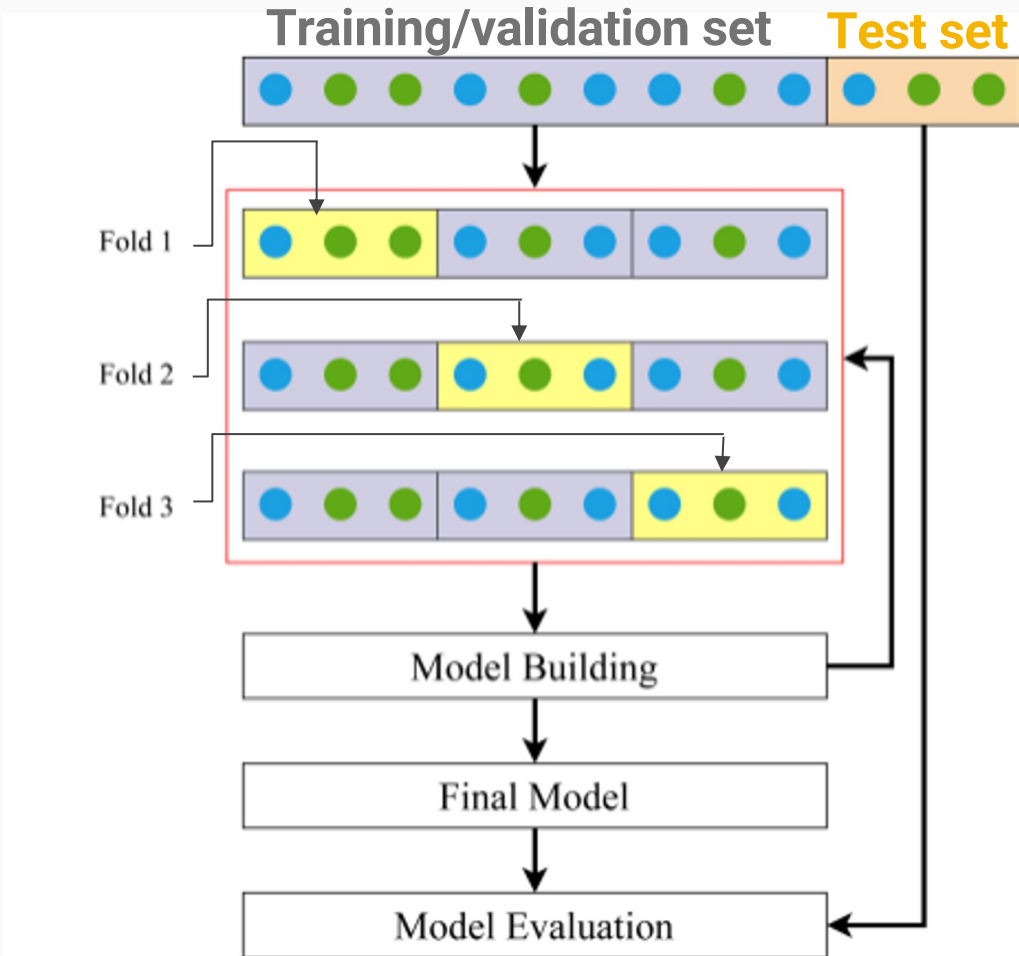 Training/validation set Test set
Fold 1
Fold 2
Fold 3
Model Building
Final Model
Model Evaluation